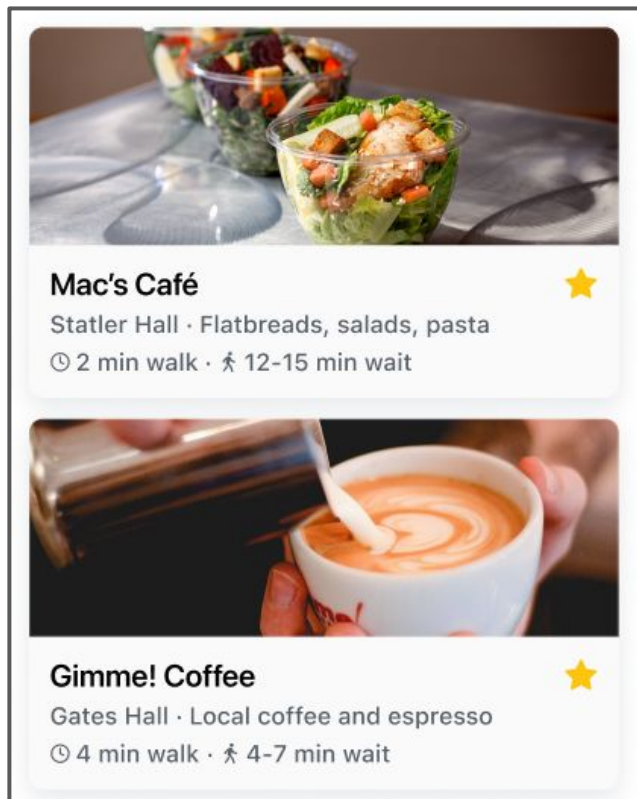 Mac's Café
Statler Hall · Flatbreads, salads, pasta
2 min walk · 12-15 min wait
Gimme! Coffee
Gates Hall · Local coffee and espresso
4 min walk · 4-7 min wait